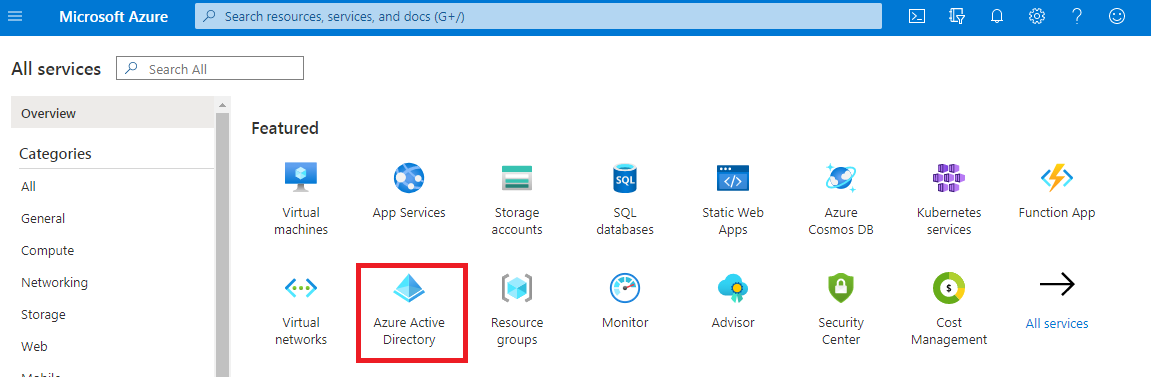 Microsoft Azure
Search resources, services, and docs (G+/)
All services
Search All
Overview
Categories
All
General
Compute
Networking
Storage
Web
Mobile
Featured
Virtual
machines
App Services
Storage
accounts
SQL
SQL
databases
Static Web
Apps
Azure
Cosmos DB
Kubernetes
services
Function App
Virtual
networks
Azure Active
Directory
Resource
groups
Monitor
Advisor
Security
Center
$
Cost
Management
All services